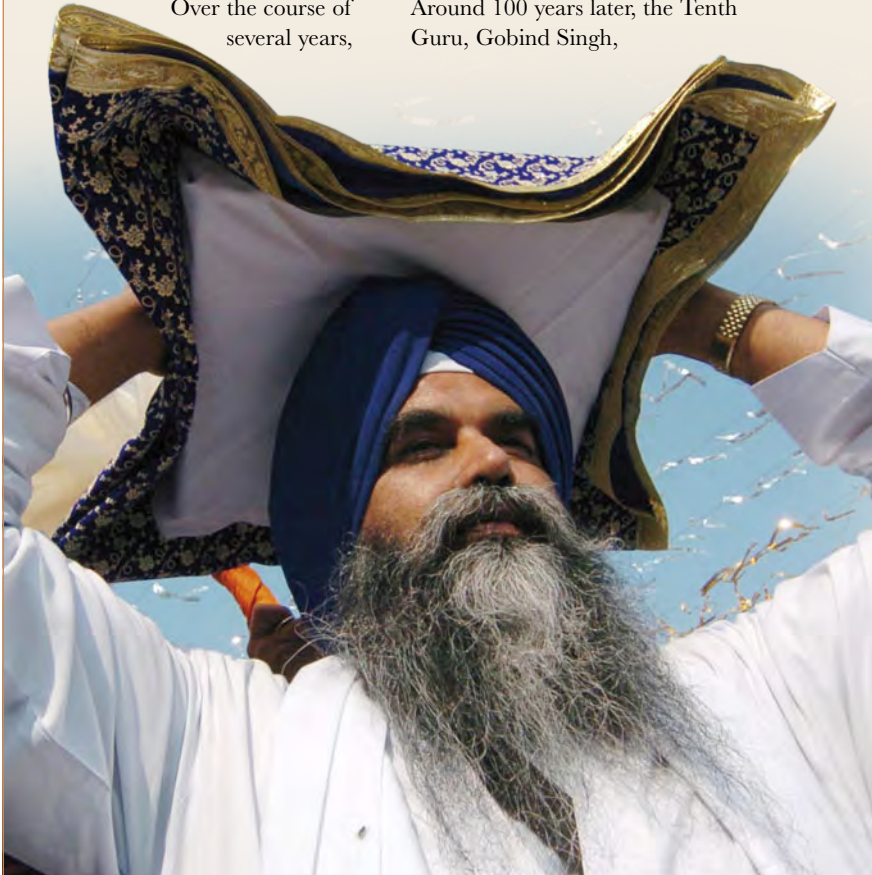 Over the course of
several years,
Around 100 years later, the Tenth
Guru, Gobind Singh,